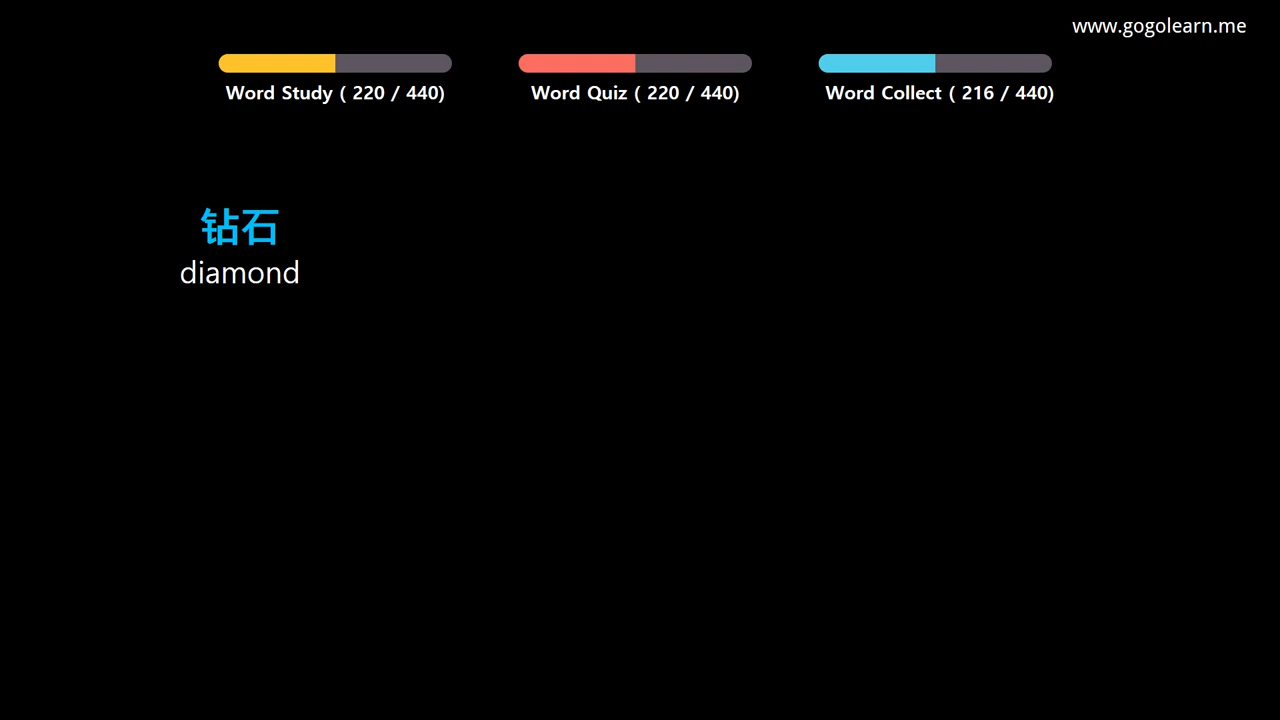 www.gogolearn.me
Word Study ( 220 / 440)
Word Quiz ( 220 / 440)
Word Collect ( 216 / 440)
钻石
diamond